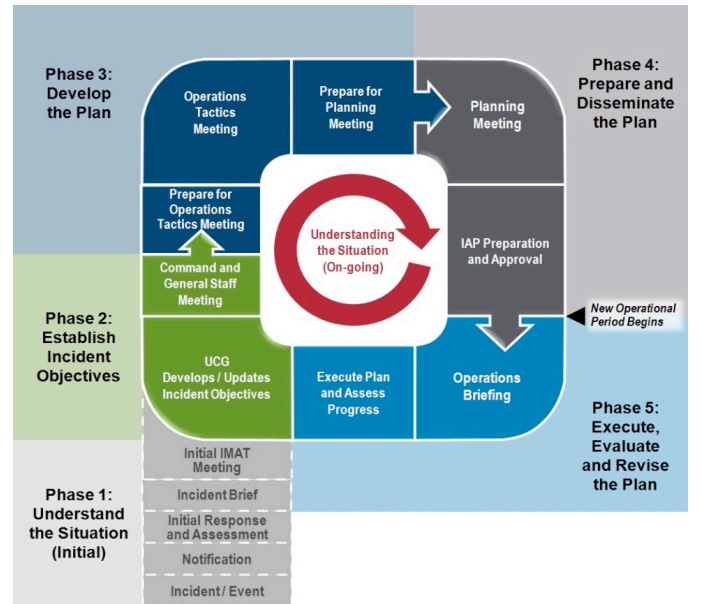 Phase 3:
Develop
the Plan
Operations
Tactics
Meeting
Prepare for
Planning
Meeting
Planning
Meeting
Phase 4:
Prepare and
Disseminate
the Plan
Prepare for
Operations
Tactics Meeting
Understanding
the Situation
(On-going)
IAP Preparation
and Approval
Command and
General Staff
Meeting
New Operational
Period Begins
Phase 2:
Establish
Incident
Objectives
UCG
Develops / Updates
Incident Objectives
Execute Plan
and Assess
Progress
Operations
Briefing
Phase 5:
Execute,
Evaluate
and Revise
the Plan
Phase 1:
Understand
the Situation
(Initial)
Initial IMAT
Meeting
Incident Brief
Initial Response
and Assessment
Notification
Incident / Event